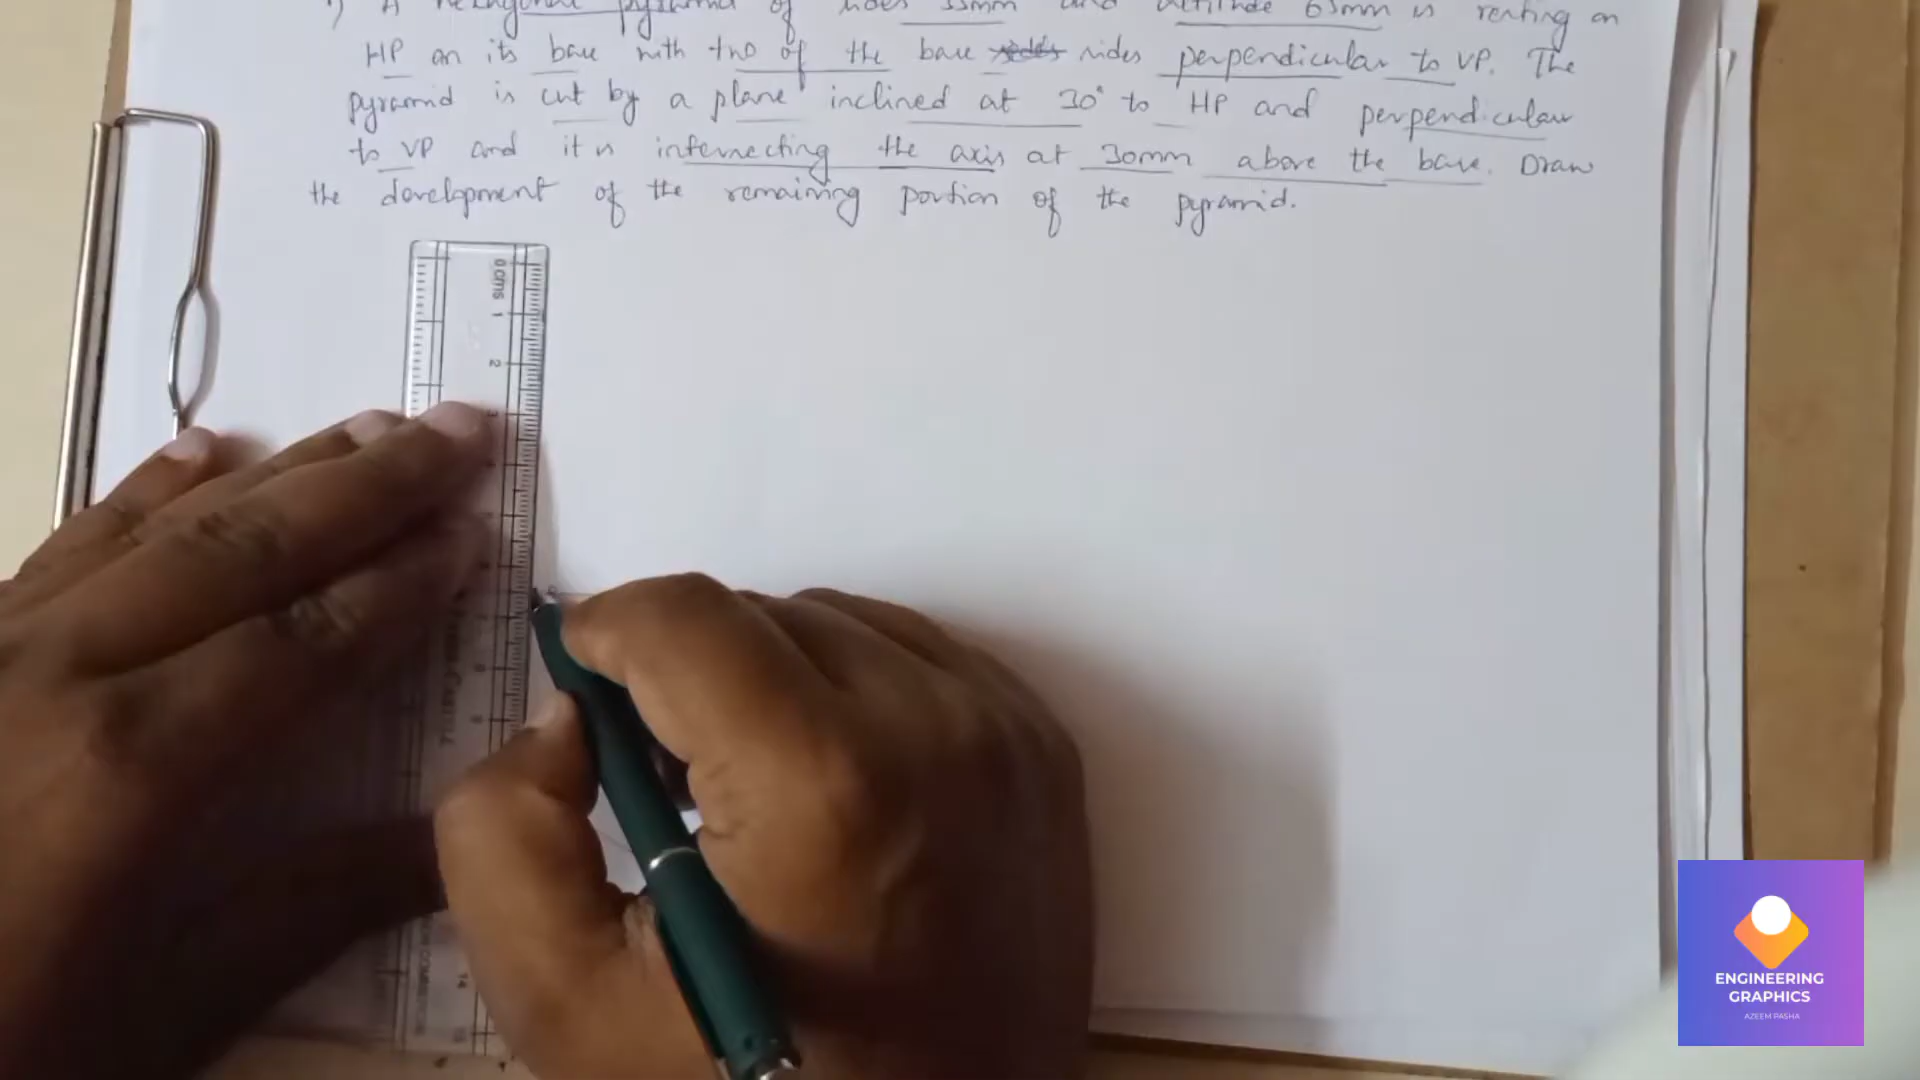 1) A hexagonal pyramid of sides 35mm and altitude 65mm is resting on
HP on its base with two of the base sides perpendicular to VP. The
pyramid is cut by a plane inclined at 30° to HP and perpendicular
to VP and it is intersecting the axis at 30mm above the base. Draw
the development of the remaining portion of the pyramid.
0 cms 1 2 3
ENGINEERING
GRAPHICS
AZEEM PASHA